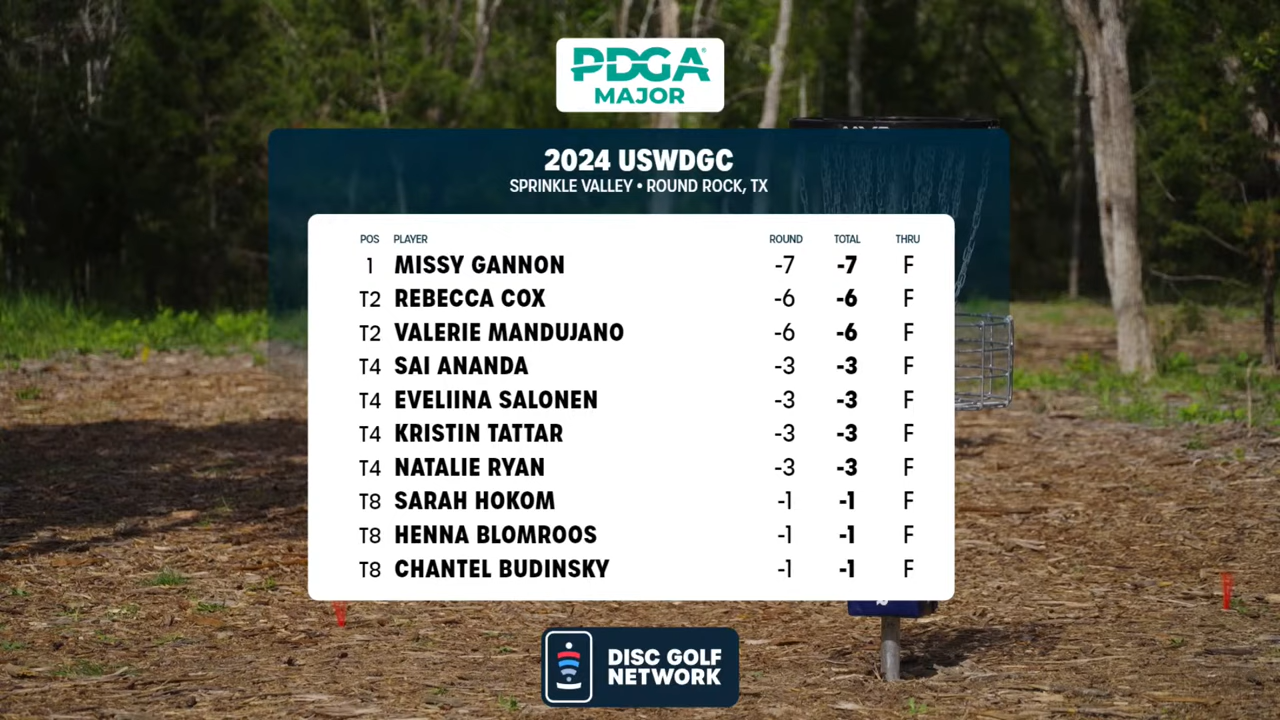 PDGA
MAJOR
2024 USWDGC
SPRINKLE VALLEY • ROUND ROCK, TX
POS PLAYER ROUND TOTAL THRU
1 MISSY GANNON -7 -7 F
T2 REBECCA COX -6 -6 F
T2 VALERIE MANDUJANO -6 -6 F
T4 SAI ANANDA -3 -3 F
T4 EVELIINA SALONEN -3 -3 F
T4 KRISTIN TATTAR -3 -3 F
T4 NATALIE RYAN -3 -3 F
T8 SARAH HOKOM -1 -1 F
T8 HENNA BLOMROOS -1 -1 F
T8 CHANTEL BUDINSKY -1 -1 F
DISC GOLF
NETWORK